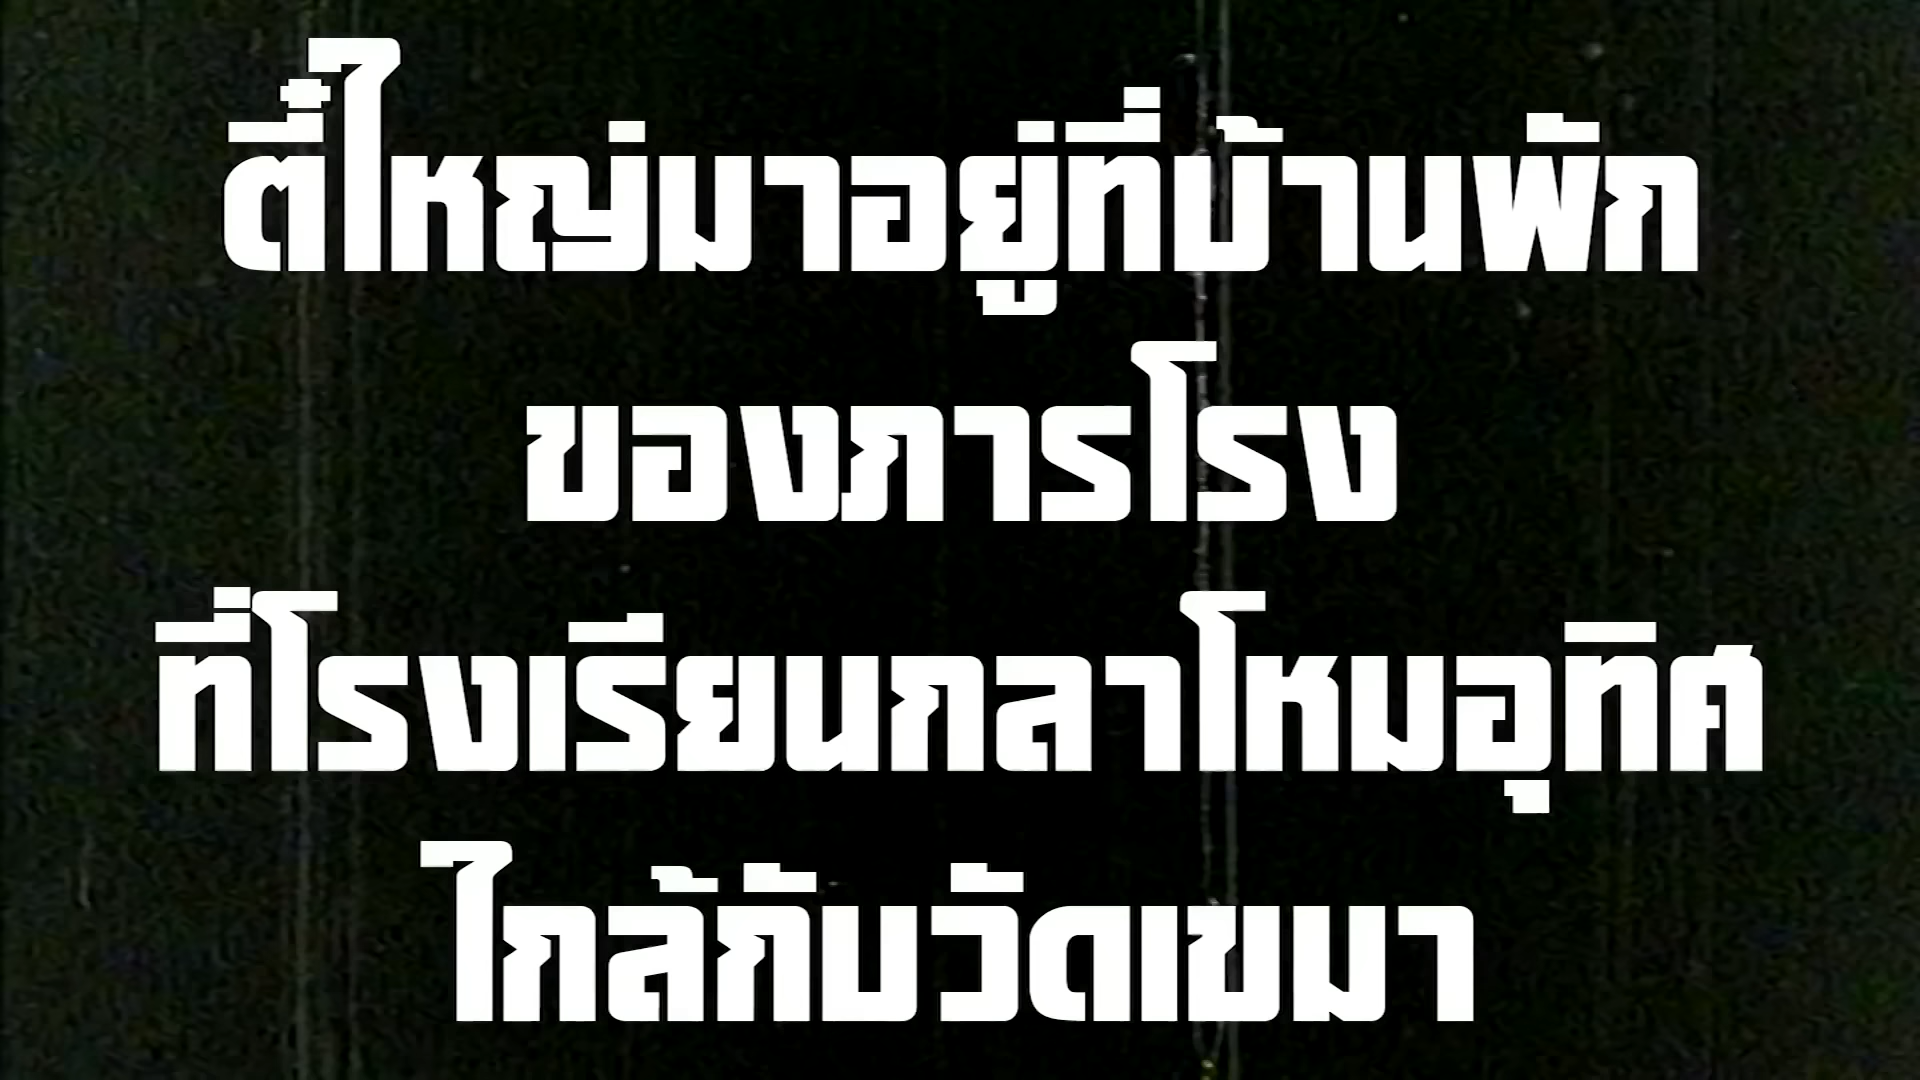 ตี๋ใหญ่มาอยู่ที่บ้านพัก
ของภารโรง
ที่โรงเรียนกลาโหมอุทิศ
ใกล้กับวัดเขมา